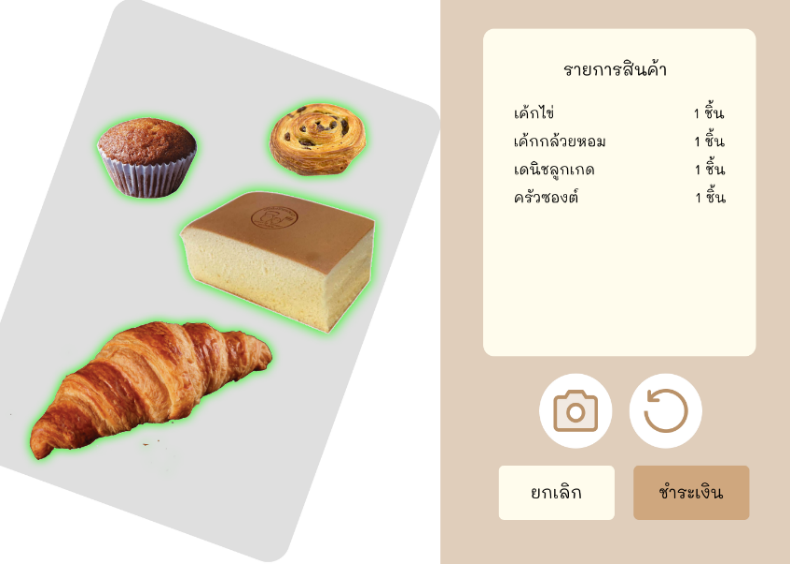 รายการสินค้า
เค้กไข่ 1 ชิ้น
เค้กกล้วยหอม 1 ชิ้น
เดนิชลูกเกด 1 ชิ้น
ครัวซองต์ 1 ชิ้น
ยกเลิก ชำระเงิน